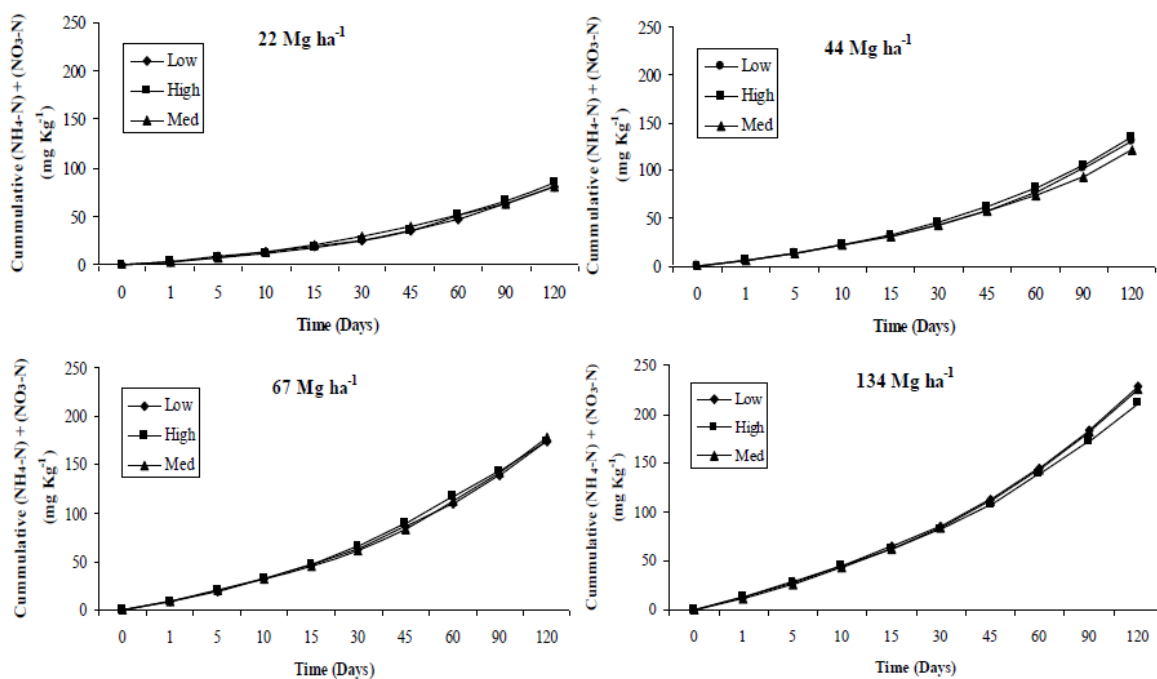 22 Mg ha⁻¹
Low
High
Med
Cummulative (NH₄-N) + (NO₃-N)
(mg Kg⁻¹)
250
200
150
100
50
0
0 1 5 10 15 30 45 60 90 120
Time (Days)
44 Mg ha⁻¹
Low
High
Med
Cummulative (NH₄-N) + (NO₃-N)
(mg Kg⁻¹)
250
200
150
100
50
0
0 1 5 10 15 30 45 60 90 120
Time (Days)
67 Mg ha⁻¹
Low
High
Med
Cummulative (NH₄-N) + (NO₃-N)
(mg Kg⁻¹)
250
200
150
100
50
0
0 1 5 10 15 30 45 60 90 120
Time (Days)
134 Mg ha⁻¹
Low
High
Med
Cummulative (NH₄-N) + (NO₃-N)
(mg Kg⁻¹)
250
200
150
100
50
0
0 1 5 10 15 30 45 60 90 120
Time (Days)